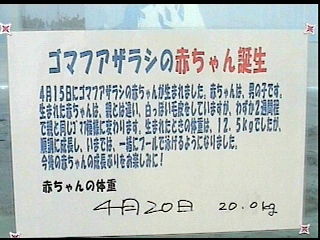 ゴマフアザラシの赤ちゃん誕生
4月15日にゴマフアザラシの赤ちゃんが生まれました。赤ちゃんは、男の子です。
生まれた赤ちゃんは、親とは違い、白っぽい毛皮をしていますが、わずか2週間程
で親と同じゴマ模様に変わります。生まれたときの体重は、12.5kgでしたが、
順調に成長し、いまでは、一緒にプールで泳げるようになりました。
今後の赤ちゃんの成長ぶりをお楽しみに!
赤ちゃんの体重
4月20日 20.0kg